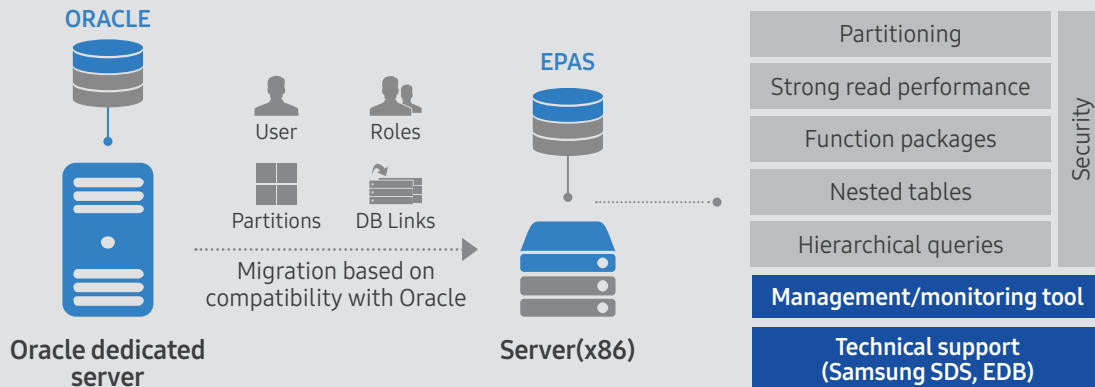 ORACLE
Oracle dedicated
server
User
Roles
Partitions
DB Links
Migration based on
compatibility with Oracle
EPAS
Server(x86)
Partitioning
Strong read performance
Function packages
Nested tables
Hierarchical queries
Security
Management/monitoring tool
Technical support
(Samsung SDS, EDB)